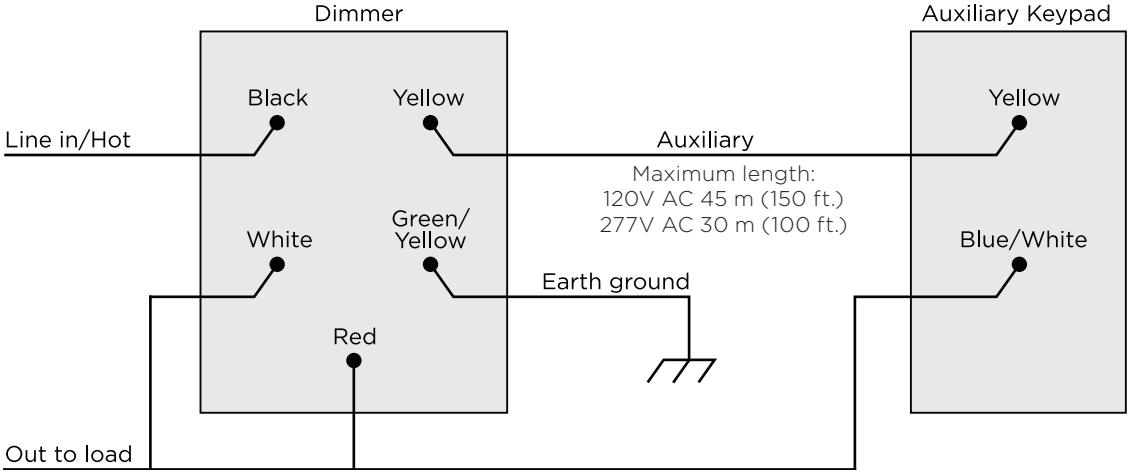 Dimmer
Auxiliary Keypad
Black
Yellow
Yellow
Line in/Hot
Auxiliary
Maximum length:
120V AC 45 m (150 ft.)
277V AC 30 m (100 ft.)
White
Green/
Yellow
Blue/White
Earth ground
Red
Out to load